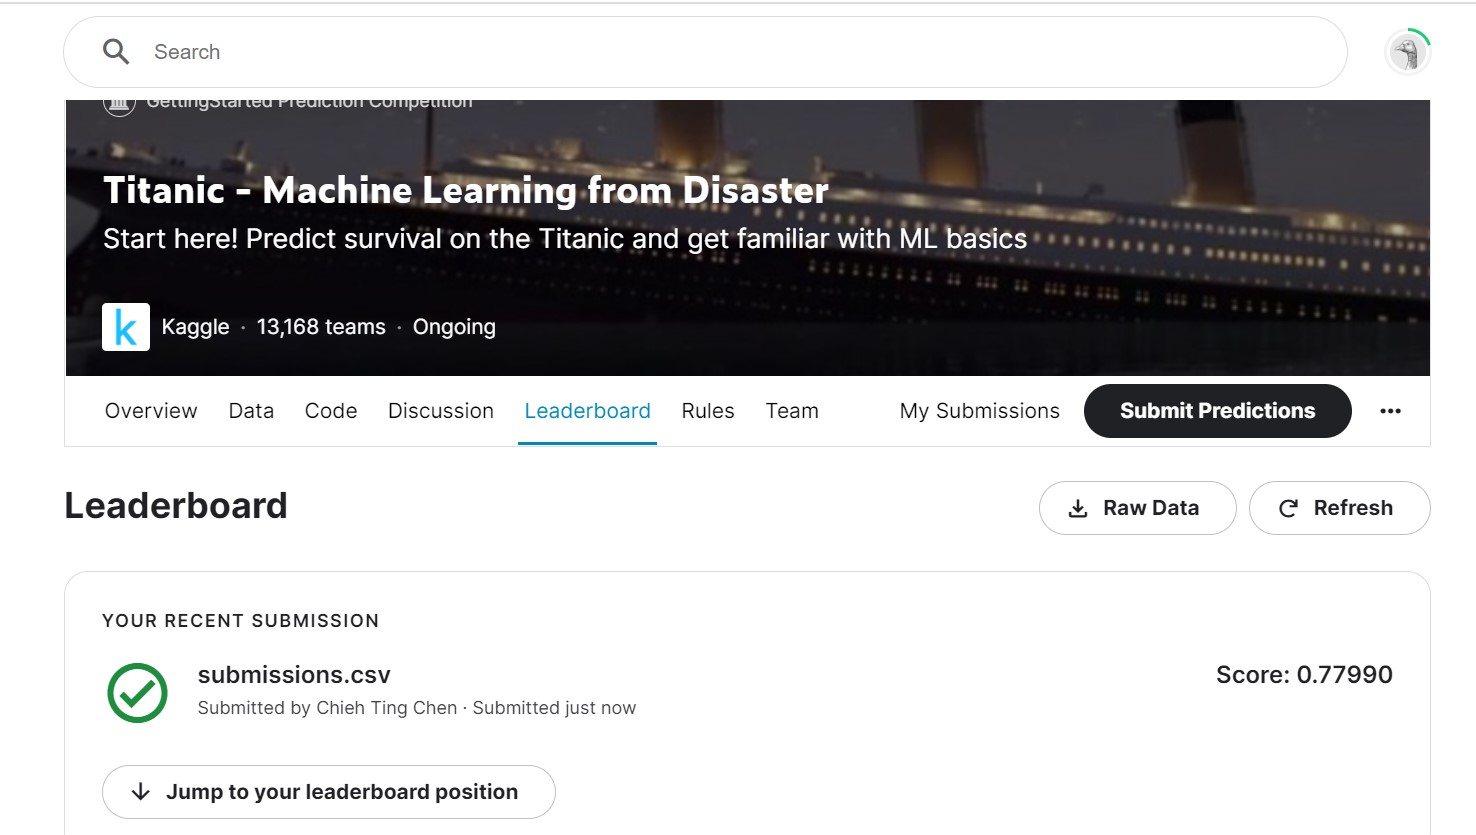 Search
GettingStarted Prediction Competition
Titanic - Machine Learning from Disaster
Start here! Predict survival on the Titanic and get familiar with ML basics
k Kaggle · 13,168 teams · Ongoing
Overview Data Code Discussion Leaderboard Rules Team My Submissions Submit Predictions
Leaderboard Raw Data Refresh
YOUR RECENT SUBMISSION
submissions.csv Score: 0.77990
Submitted by Chieh Ting Chen · Submitted just now
Jump to your leaderboard position